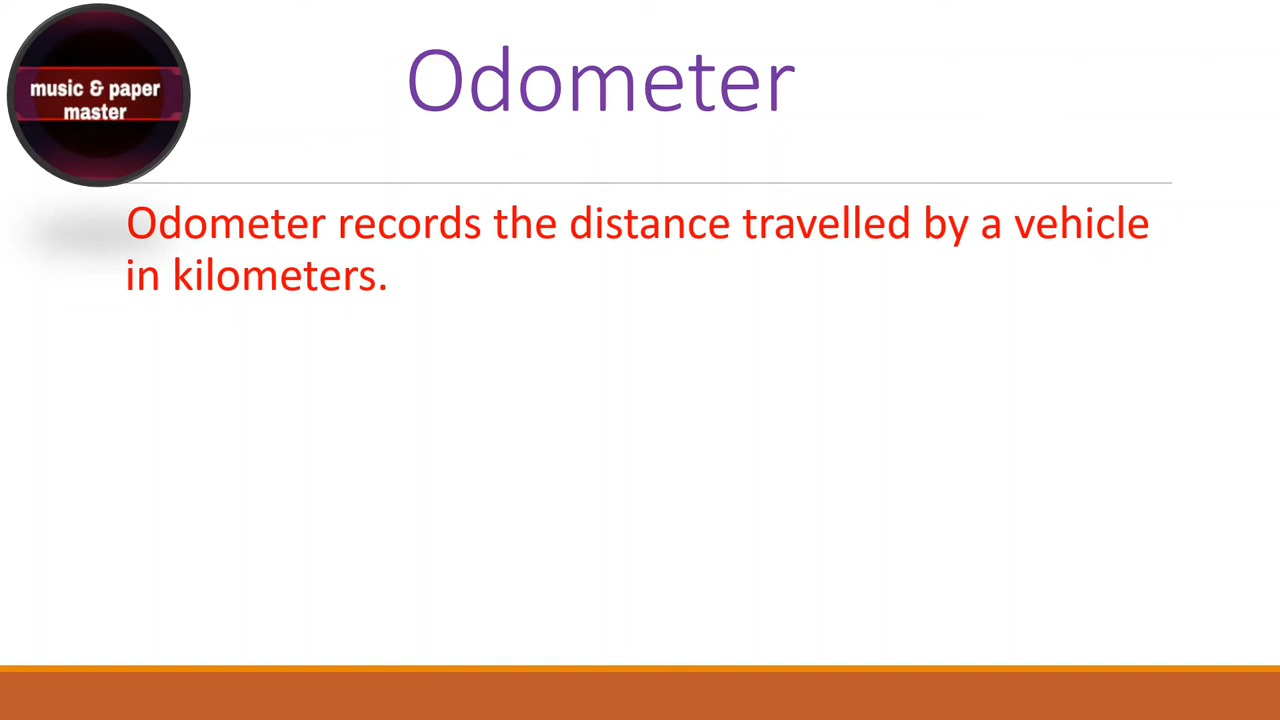 music & paper
master
Odometer
Odometer records the distance travelled by a vehicle
in kilometers.